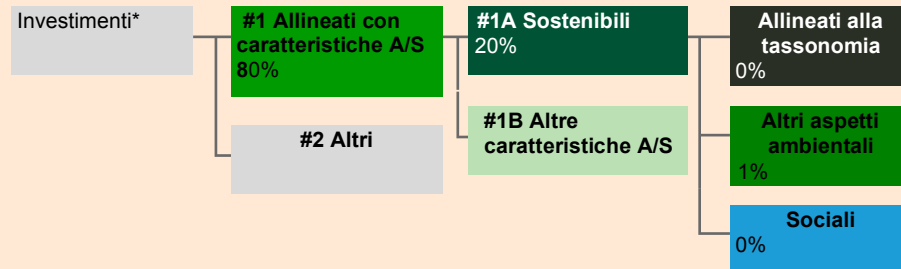 Investimenti*
#1 Allineati con
caratteristiche A/S
80%
#2 Altri
#1A Sostenibili
20%
#1B Altre
caratteristiche A/S
Allineati alla
tassonomia
0%
Altri aspetti
ambientali
1%
Sociali
0%